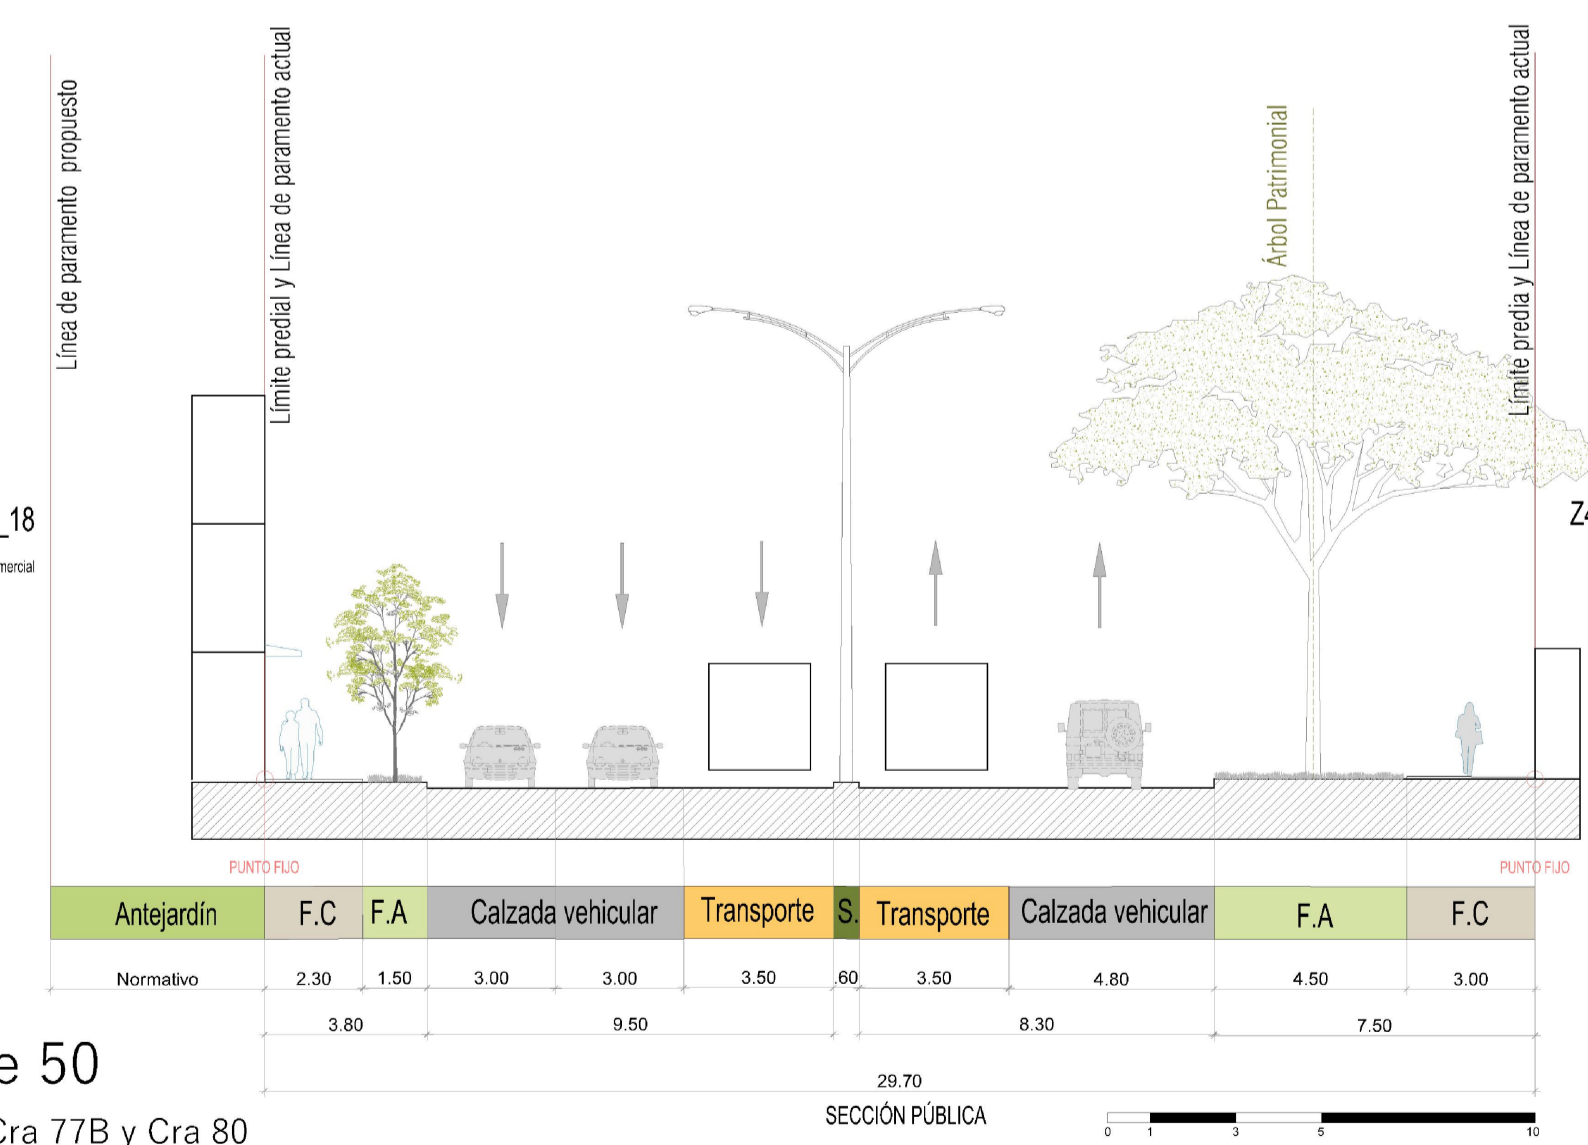 Línea de paramento propuesto
Límite predial y Línea de paramento actual
Árbol Patrimonial
Límite predia y Línea de paramento actual
_18
mercial
Z4
PUNTO FIJO
PUNTO FIJO
Antejardín F.C F.A Calzada vehicular Transporte S. Transporte Calzada vehicular F.A F.C
Normativo 2.30 1.50 3.00 3.00 3.50 .60 3.50 4.80 4.50 3.00
3.80 9.50 8.30 7.50
e 50
29.70
SECCIÓN PÚBLICA
Cra 77B y Cra 80
0 1 3 5 10